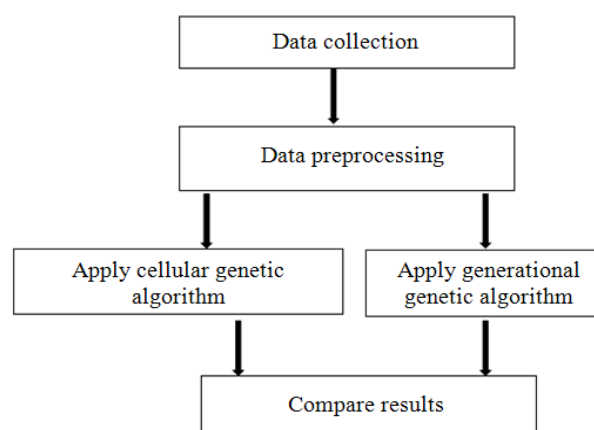 Data collection
Data preprocessing
Apply cellular genetic
algorithm
Apply generational
genetic algorithm
Compare results